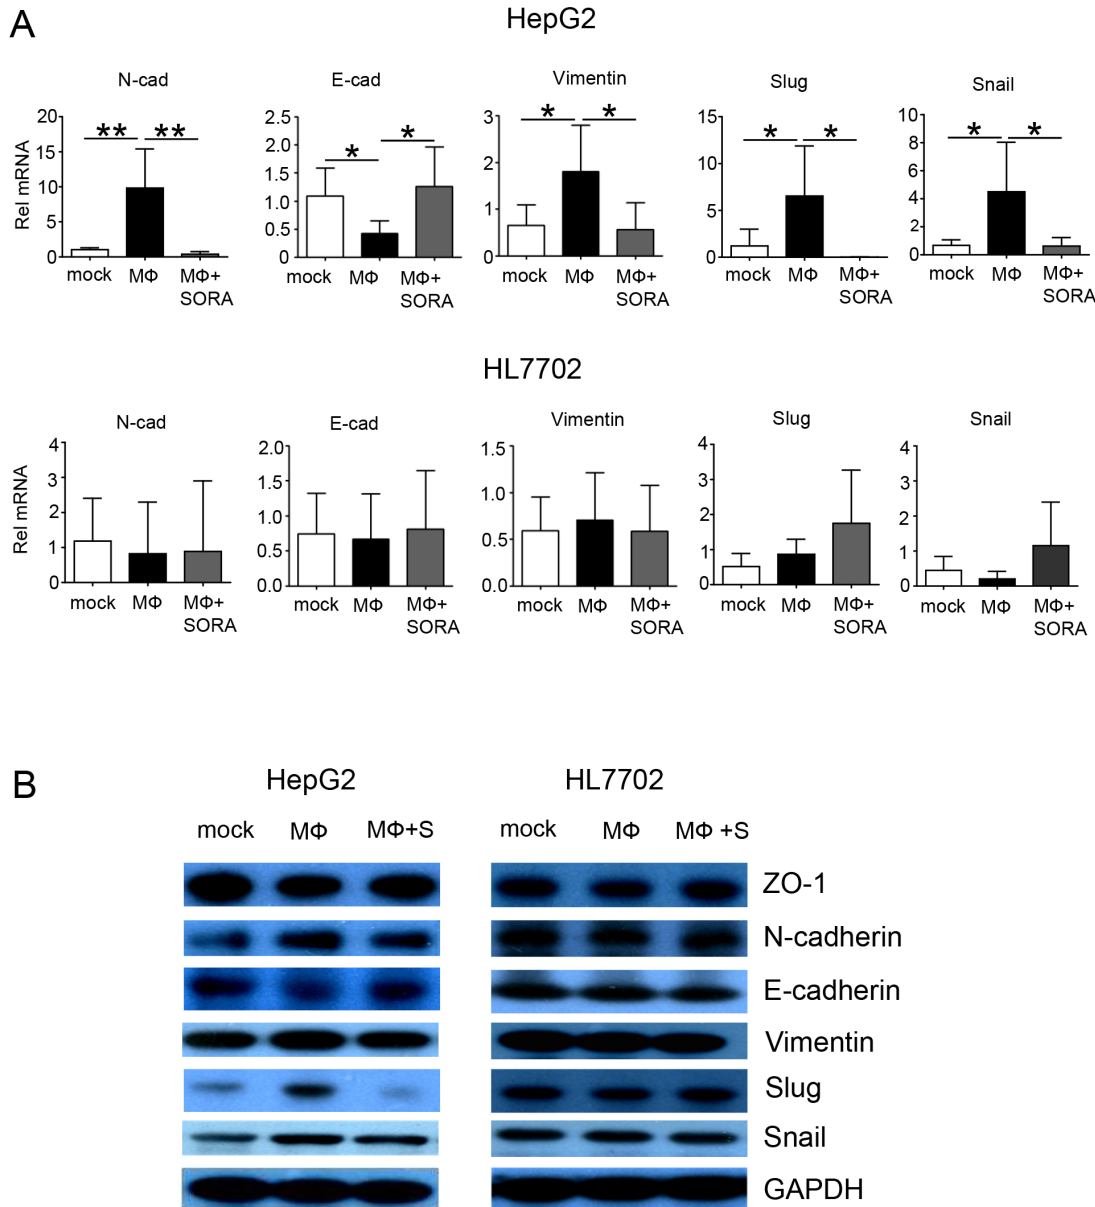 A
HepG2
N-cad
E-cad
Vimentin
Slug
Snail
Rel mRNA
20
15
10
5
0
** **
mock MΦ MΦ+
SORA
2.5
2.0
1.5
1.0
0.5
0
* *
mock MΦ MΦ+
SORA
3
2
1
0
* *
mock MΦ MΦ+
SORA
15
10
5
0
* *
mock MΦ MΦ+
SORA
10
8
6
4
2
0
* *
mock MΦ MΦ+
SORA
HL7702
N-cad
E-cad
Vimentin
Slug
Snail
Rel mRNA
4
3
2
1
0
mock MΦ MΦ+
SORA
2.0
1.5
1.0
0.5
0.0
mock MΦ MΦ+
SORA
1.5
1.0
0.5
0.0
mock MΦ MΦ+
SORA
4
3
2
1
0
mock MΦ MΦ+
SORA
4
3
2
1
0
mock MΦ MΦ+
SORA
B
HepG2
HL7702
mock MΦ MΦ+S
mock MΦ MΦ +S
ZO-1
N-cadherin
E-cadherin
Vimentin
Slug
Snail
GAPDH